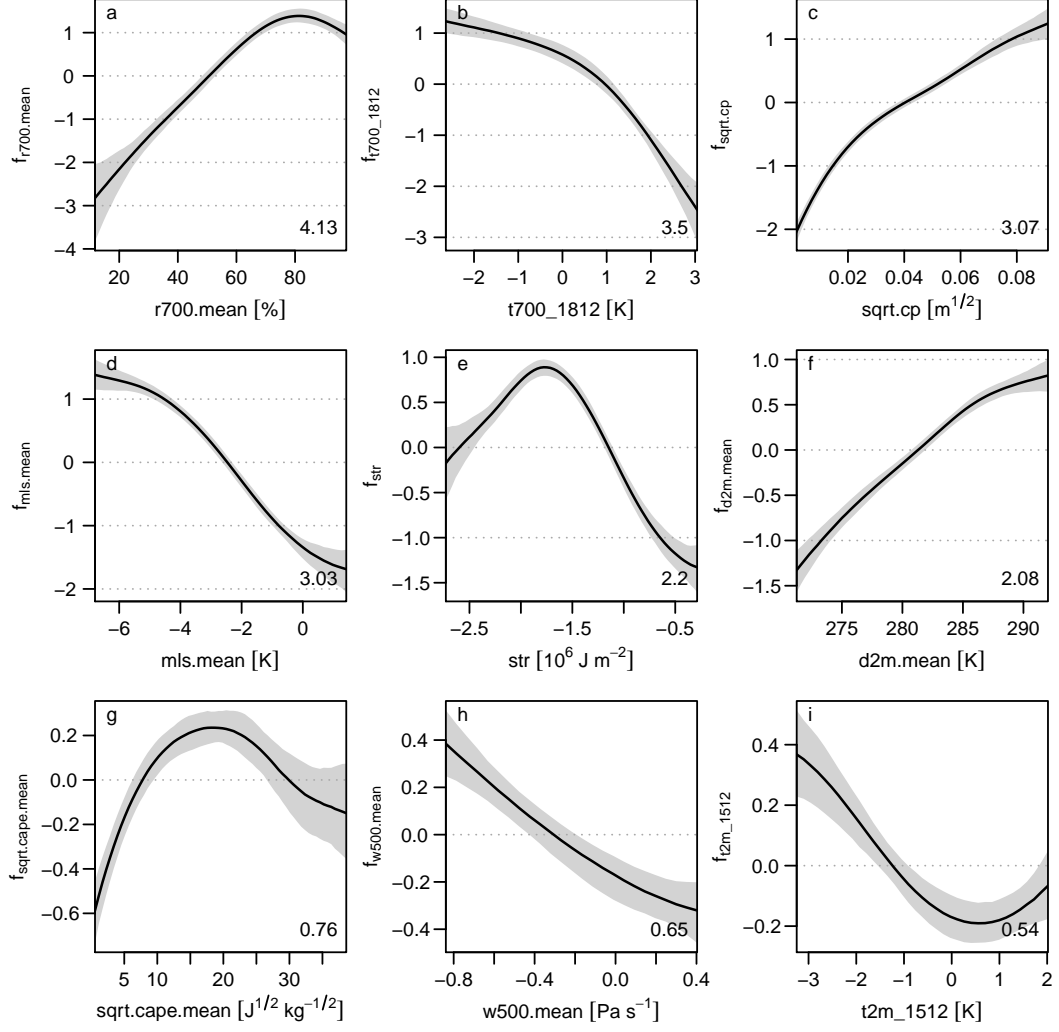 a
f_r700.mean
1
0
−1
−2
−3
−4
4.13
20 40 60 80
r700.mean [%]
b
f_t700_1812
1
0
−1
−2
−3
3.5
−2 −1 0 1 2 3
t700_1812 [K]
c
f_sqrt.cp
1
0
−1
−2
3.07
0.02 0.04 0.06 0.08
sqrt.cp [m^1/2]
d
f_mls.mean
1
0
−1
−2
3.03
−6 −4 −2 0
mls.mean [K]
e
f_str
1.0
0.5
0.0
−0.5
−1.0
−1.5
2.2
−2.5 −1.5 −0.5
str [10^6 J m^−2]
f
f_d2m.mean
1.0
0.5
0.0
−0.5
−1.0
−1.5
2.08
275 280 285 290
d2m.mean [K]
g
f_sqrt.cape.mean
0.2
0.0
−0.2
−0.4
−0.6
0.76
5 10 20 30
sqrt.cape.mean [J^1/2 kg^−1/2]
h
f_w500.mean
0.4
0.2
0.0
−0.2
−0.4
0.65
−0.8 −0.4 0.0 0.4
w500.mean [Pa s^−1]
i
f_t2m_1512
0.4
0.2
0.0
−0.2
0.54
−3 −2 −1 0 1 2
t2m_1512 [K]